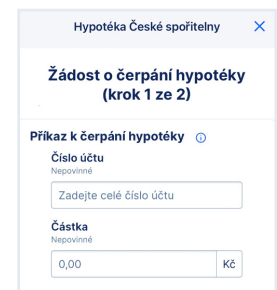 Hypotéka České spořitelny
Žádost o čerpání hypotéky
(krok 1 ze 2)
Příkaz k čerpání hypotéky
Číslo účtu
Nepovinné
Zadejte celé číslo účtu
Částka
Nepovinné
0,00 Kč